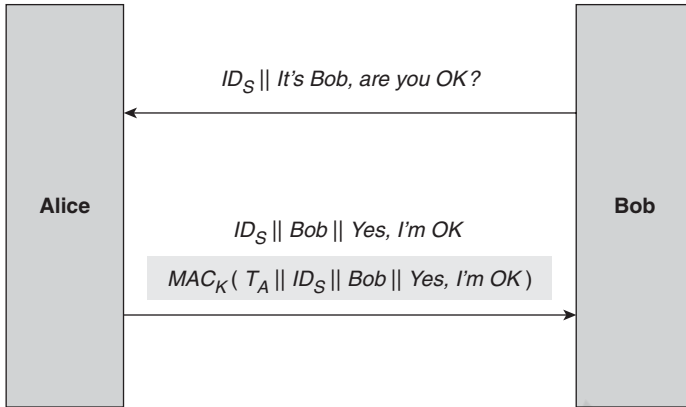 ID_S || It's Bob, are you OK?
Alice
Bob
ID_S || Bob || Yes, I'm OK
MAC_K ( T_A || ID_S || Bob || Yes, I'm OK )